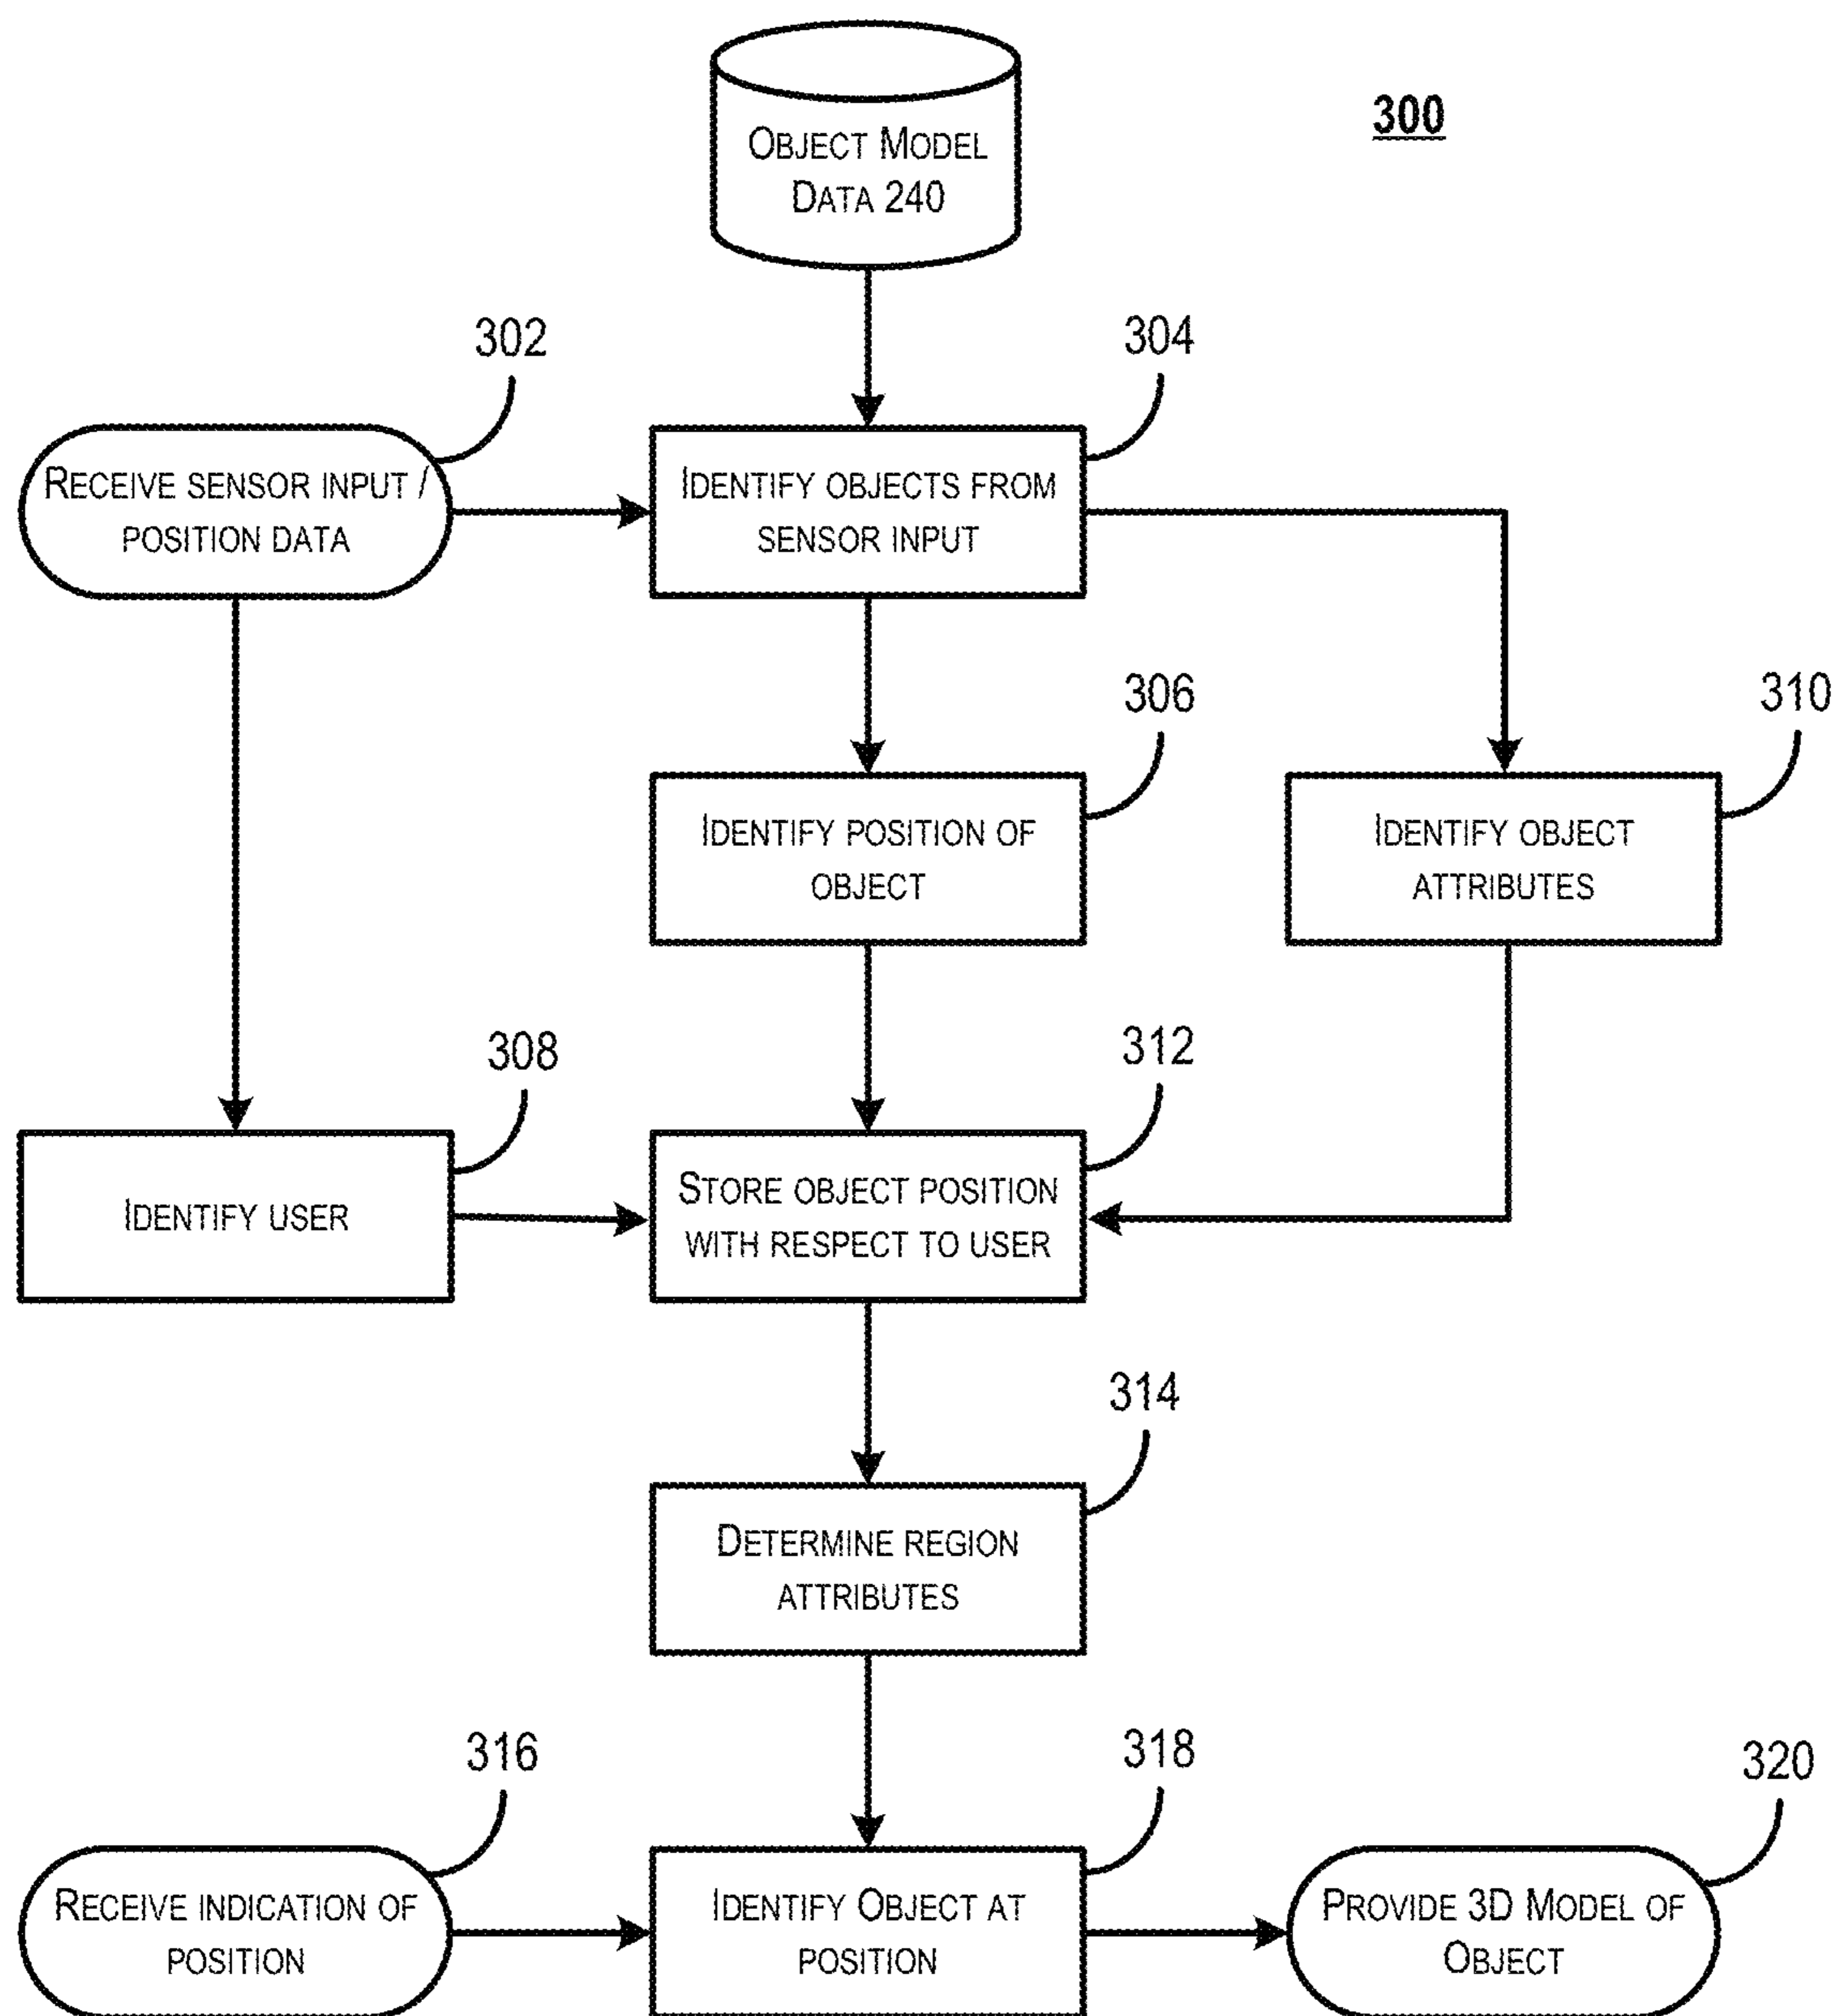 300
OBJECT MODEL
DATA 240
302
304
RECEIVE SENSOR INPUT /
POSITION DATA
IDENTIFY OBJECTS FROM
SENSOR INPUT
306
310
IDENTIFY POSITION OF
OBJECT
IDENTIFY OBJECT
ATTRIBUTES
308
312
IDENTIFY USER
STORE OBJECT POSITION
WITH RESPECT TO USER
314
DETERMINE REGION
ATTRIBUTES
316
318
320
RECEIVE INDICATION OF
POSITION
IDENTIFY OBJECT AT
POSITION
PROVIDE 3D MODEL OF
OBJECT